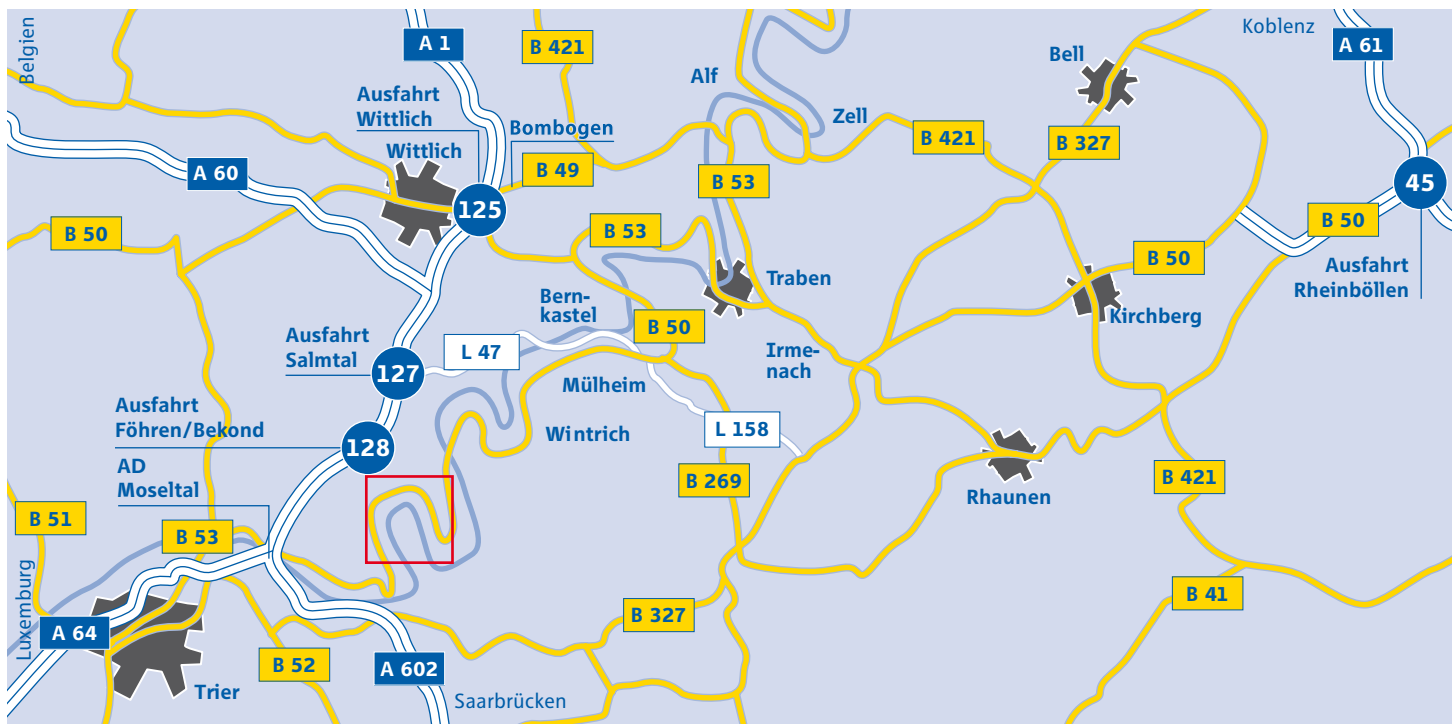 Belgien
A 1
B 421
Alf
Bell
Koblenz
A 61
Ausfahrt
Wittlich
Bombogen
Zell
B 421
B 327
Wittlich
A 60
B 49
B 53
125
45
B 50
B 53
B 50
B 50
Traben
Ausfahrt
Rheinböllen
Bern-
kastel
Kirchberg
Ausfahrt
Salmtal
L 47
B 50
Irme-
nach
127
Mülheim
Ausfahrt
Föhren/Bekond
128
Wintrich
L 158
AD
Moseltal
B 269
Rhaunen
B 421
B 51
B 53
Luxemburg
B 41
B 327
A 64
B 52
A 602
Trier
Saarbrücken